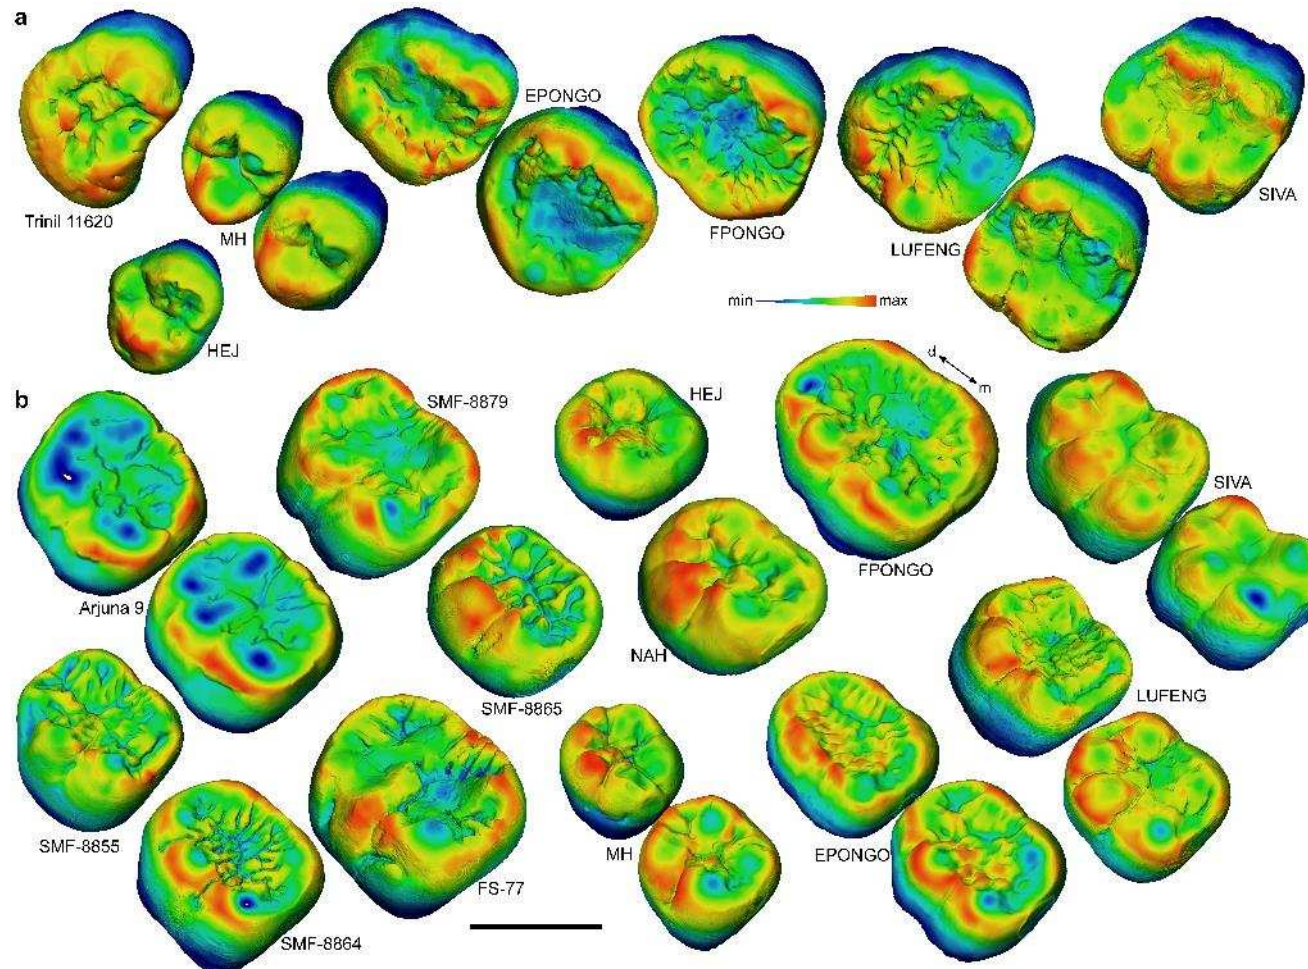 a
EPONGO
Trinil 11620
MH
FPONGO
LUFENG
SIVA
HEJ
min max
b
SMF-8879
HEJ
d
m
SIVA
Arjuna 9
FPONGO
NAH
SMF-8865
LUFENG
SMF-8855
MH
EPONGO
FS-77
SMF-8864